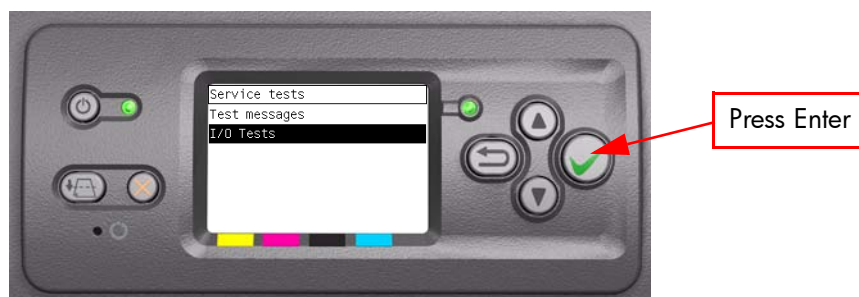 Service tests
Test messages
I/O Tests
Press Enter